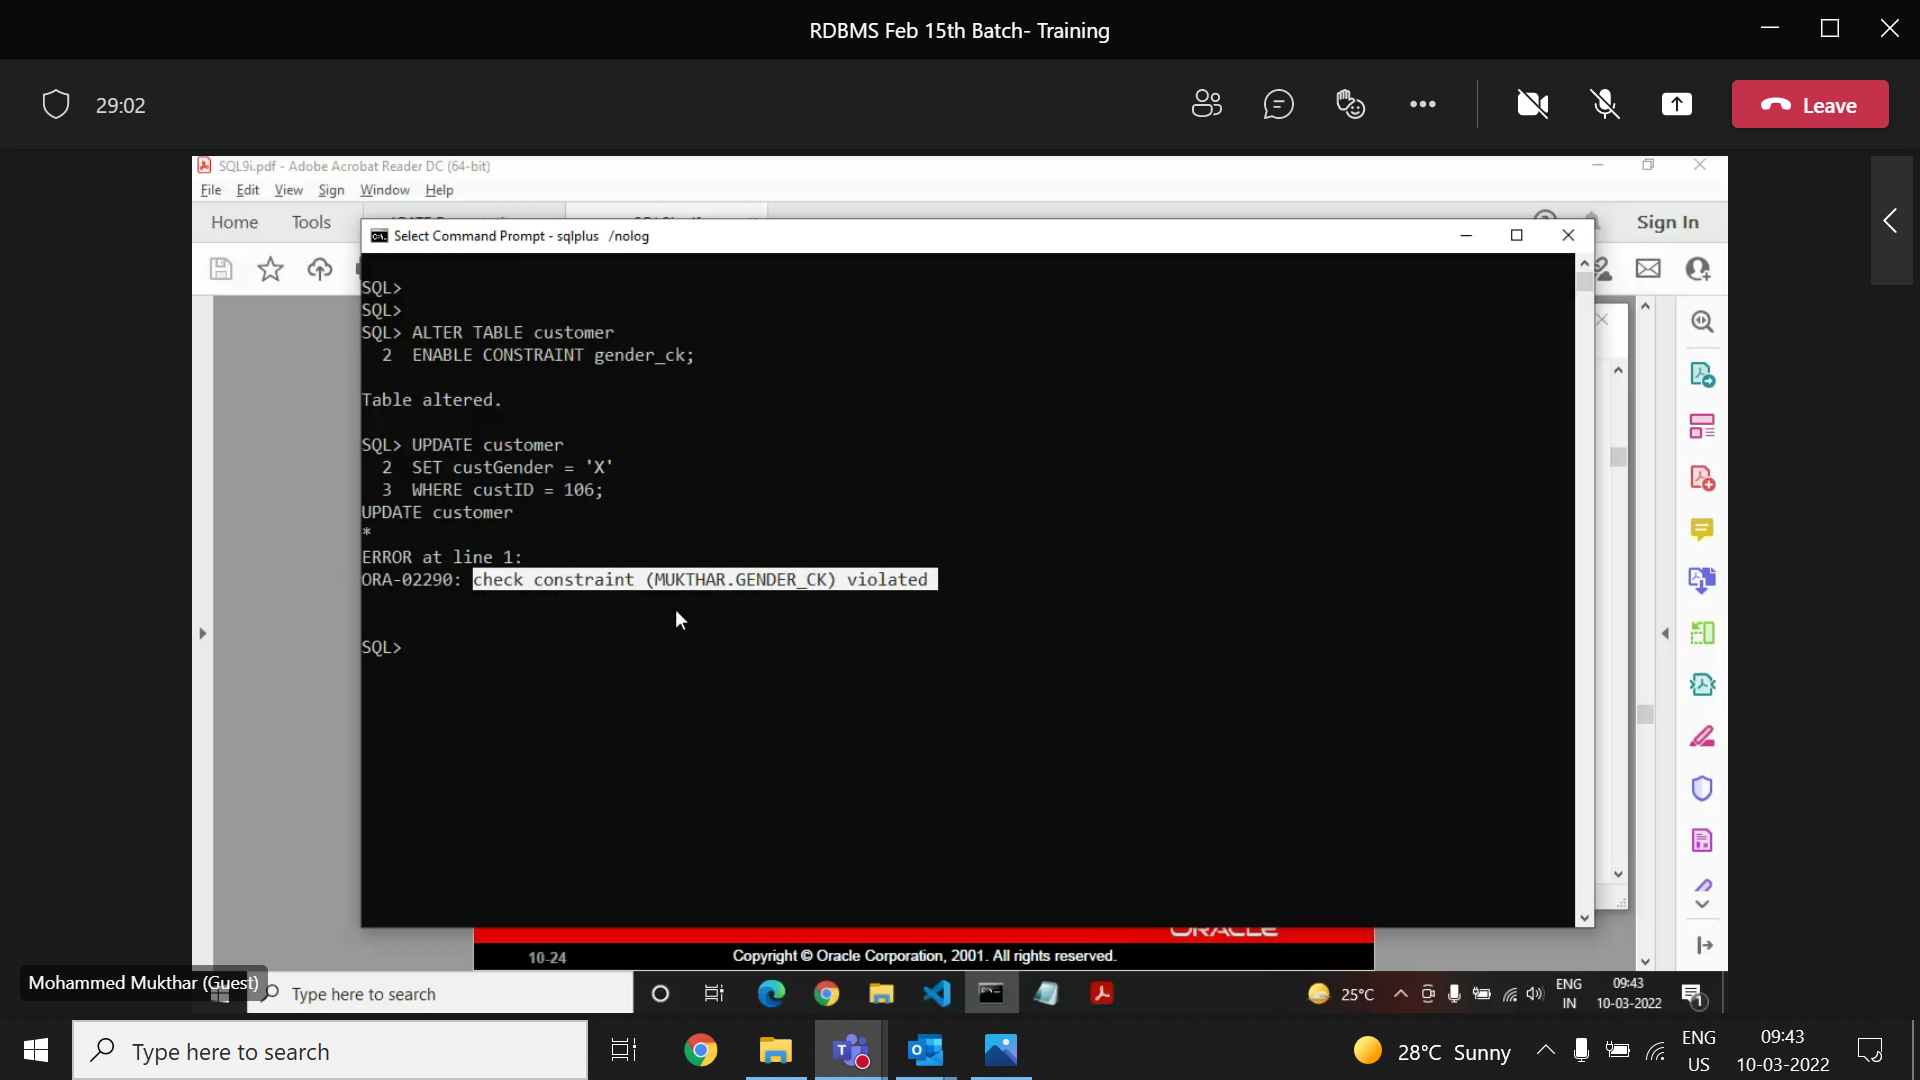 RDBMS Feb 15th Batch- Training
29:02
Leave
SQL9i.pdf - Adobe Acrobat Reader DC (64-bit)
File Edit View Sign Window Help
Home Tools
Sign In
Select Command Prompt - sqlplus /nolog
SQL>
SQL>
SQL> ALTER TABLE customer
2 ENABLE CONSTRAINT gender_ck;
Table altered.
SQL> UPDATE customer
2 SET custGender = 'X'
3 WHERE custID = 106;
UPDATE customer
*
ERROR at line 1:
ORA-02290: check constraint (MUKTHAR.GENDER_CK) violated
SQL>
ORACLE
10-24
Copyright © Oracle Corporation, 2001. All rights reserved.
Mohammed Mukthar (Guest)
Type here to search
25°C
ENG
IN
09:43
10-03-2022
1
Type here to search
28°C Sunny
ENG
US
09:43
10-03-2022